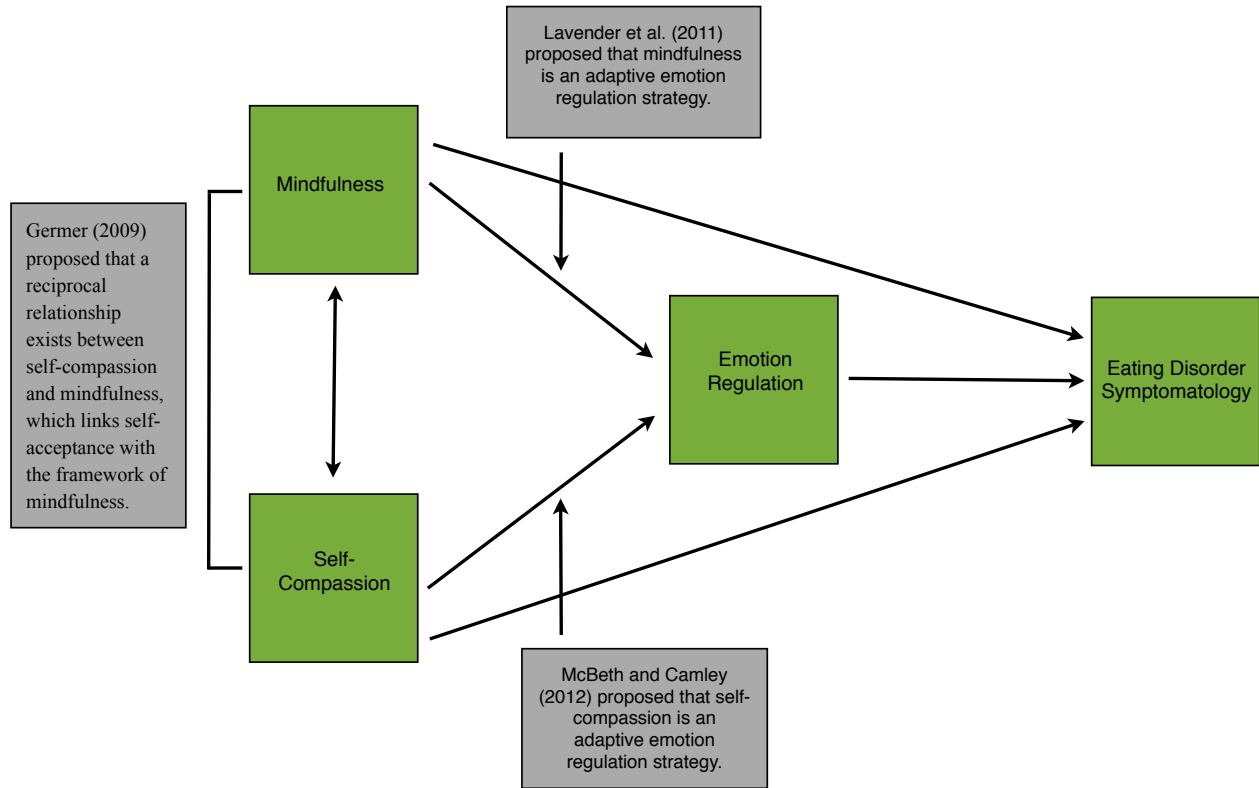 Lavender et al. (2011)
proposed that mindfulness
is an adaptive emotion
regulation strategy.
Mindfulness
Germer (2009)
proposed that a
reciprocal
relationship
exists between
self-compassion
and mindfulness,
which links self-
acceptance with
the framework of
mindfulness.
Emotion
Regulation
Eating Disorder
Symptomatology
Self-
Compassion
McBeth and Camley
(2012) proposed that self-
compassion is an
adaptive emotion
regulation strategy.